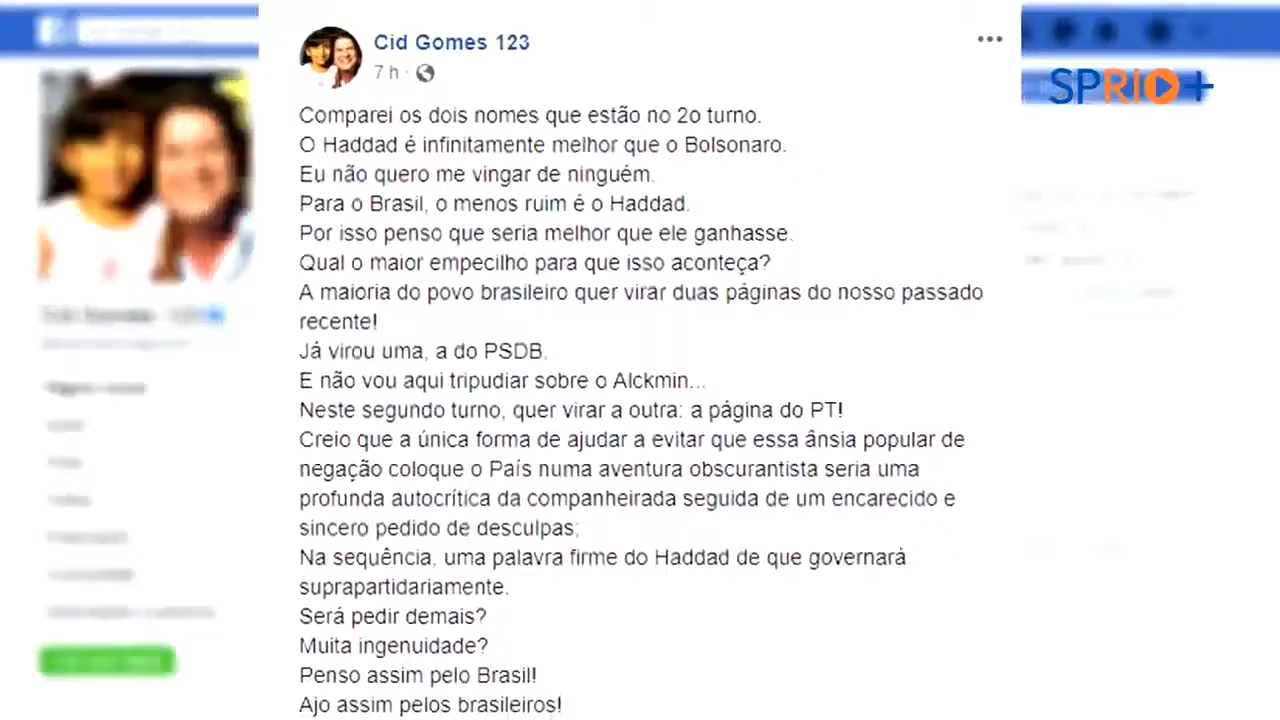 Cid Gomes 123
7 h ·
SPRIO+
Comparei os dois nomes que estão no 2o turno.
O Haddad é infinitamente melhor que o Bolsonaro.
Eu não quero me vingar de ninguém.
Para o Brasil, o menos ruim é o Haddad.
Por isso penso que seria melhor que ele ganhasse.
Qual o maior empecilho para que isso aconteça?
A maioria do povo brasileiro quer virar duas páginas do nosso passado
recente!
Já virou uma, a do PSDB.
E não vou aqui tripudiar sobre o Alckmin...
Neste segundo turno, quer virar a outra: a página do PT!
Creio que a única forma de ajudar a evitar que essa ânsia popular de
negação coloque o País numa aventura obscurantista seria uma
profunda autocrítica da companheirada seguida de um encarecido e
sincero pedido de desculpas;
Na sequência, uma palavra firme do Haddad de que governará
suprapartidariamente.
Será pedir demais?
Muita ingenuidade?
Penso assim pelo Brasil!
Ajo assim pelos brasileiros!